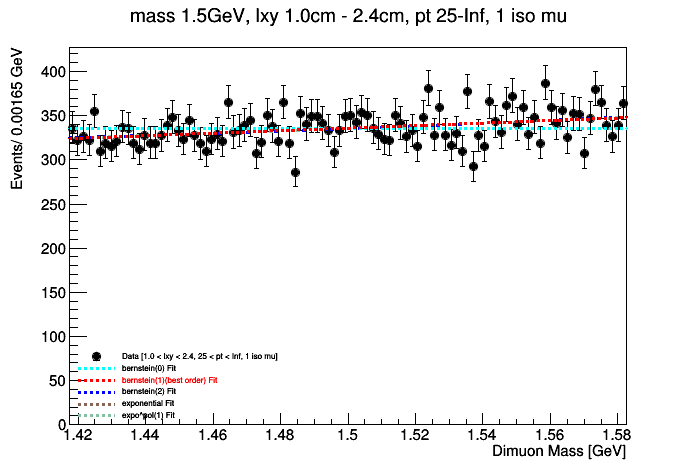 mass 1.5GeV, lxy 1.0cm - 2.4cm, pt 25-Inf, 1 iso mu
Events/ 0.00165 GeV
400
350
300
250
200
150
100
50
0
Data [1.0 < lxy < 2.4, 25 < pt < Inf, 1 iso mu]
bernstein(0) Fit
bernstein(1)(best order) Fit
bernstein(2) Fit
exponential Fit
expo*pol(1) Fit
1.42 1.44 1.46 1.48 1.5 1.52 1.54 1.56 1.58
Dimuon Mass [GeV]